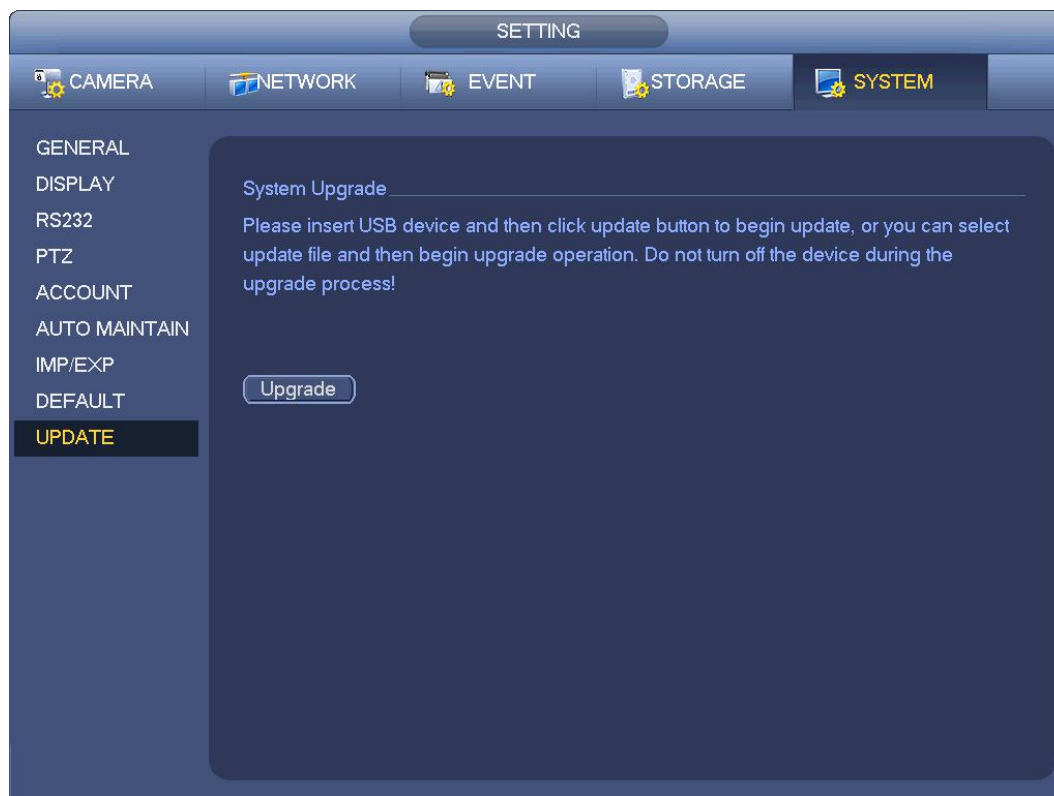 SETTING
CAMERA NETWORK EVENT STORAGE SYSTEM
GENERAL
DISPLAY
RS232
PTZ
ACCOUNT
AUTO MAINTAIN
IMP/EXP
DEFAULT
UPDATE
System Upgrade
Please insert USB device and then click update button to begin update, or you can select
update file and then begin upgrade operation. Do not turn off the device during the
upgrade process!
Upgrade